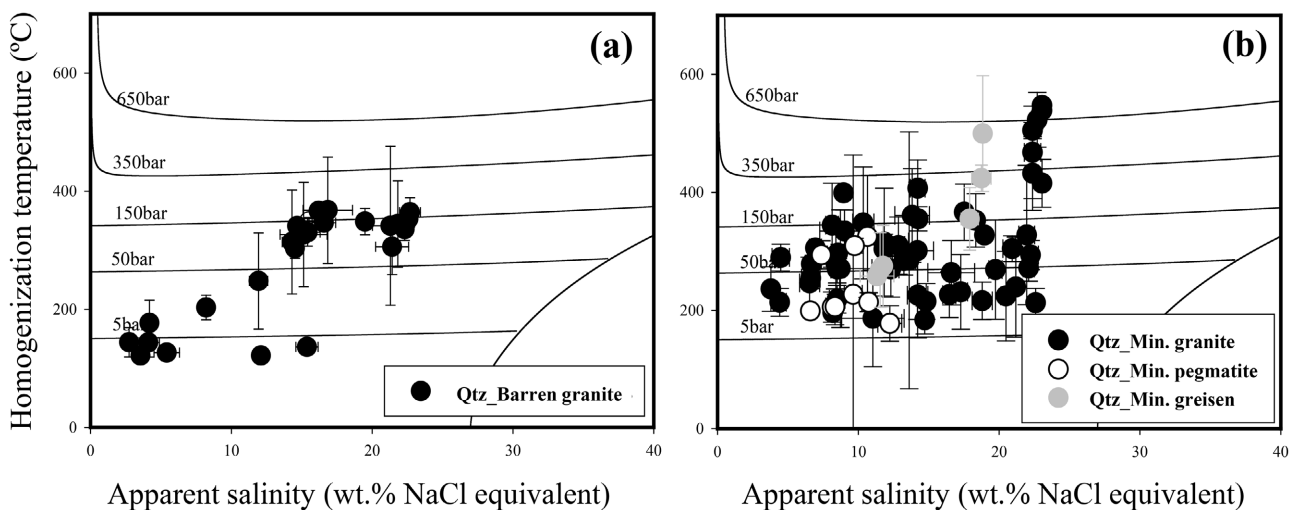 Homogenization temperature (ºC)
(a)
600
400
200
0
650bar
350bar
150bar
50bar
5bar
Qtz_Barren granite
0 10 20 30 40
Apparent salinity (wt.% NaCl equivalent)
(b)
600
400
200
0
650bar
350bar
150bar
50bar
5bar
Qtz_Min. granite
Qtz_Min. pegmatite
Qtz_Min. greisen
0 10 20 30 40
Apparent salinity (wt.% NaCl equivalent)